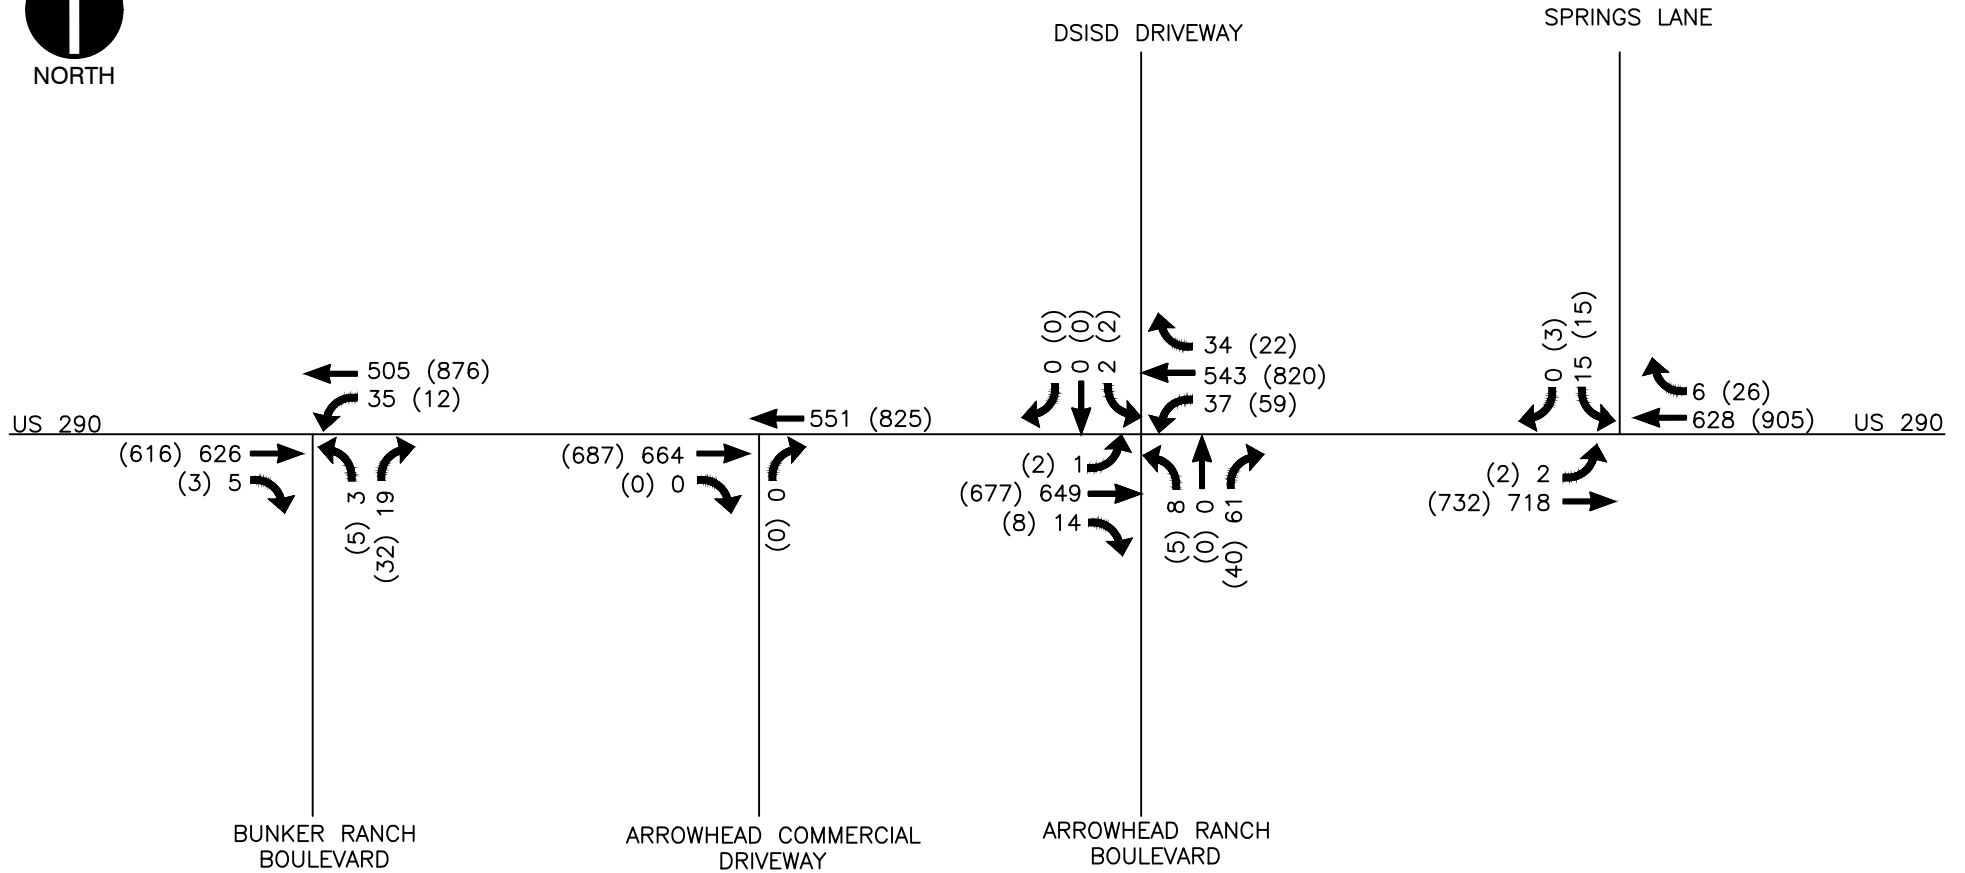 NORTH
DSISD DRIVEWAY
SPRINGS LANE
US 290
505 (876)
35 (12)
(616) 626
(3) 5
(5) 3
(32) 19
551 (825)
(687) 664
(0) 0
(0) 0
0 (0)
0 (0)
2 (2)
34 (22)
543 (820)
37 (59)
(2) 1
(677) 649
(8) 14
(5) 8
(0) 0
(40) 61
0 (3)
15 (15)
6 (26)
628 (905)
US 290
(2) 2
(732) 718
BUNKER RANCH
BOULEVARD
ARROWHEAD COMMERCIAL
DRIVEWAY
ARROWHEAD RANCH
BOULEVARD